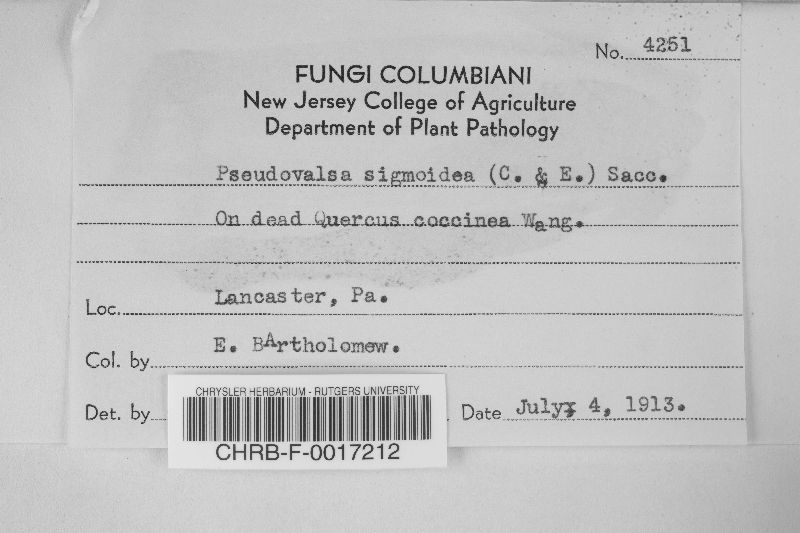 No. 4251
FUNGI COLUMBIANI
New Jersey College of Agriculture
Department of Plant Pathology
Pseudovalsa sigmoidea (C. & E.) Sacc.
On dead Quercus coccinea Wang.
Loc. Lancaster, Pa.
Col. by E. BArtholomew.
Det. by
Date July 4, 1913.
CHRYSLER HERBARIUM - RUTGERS UNIVERSITY
CHRB-F-0017212